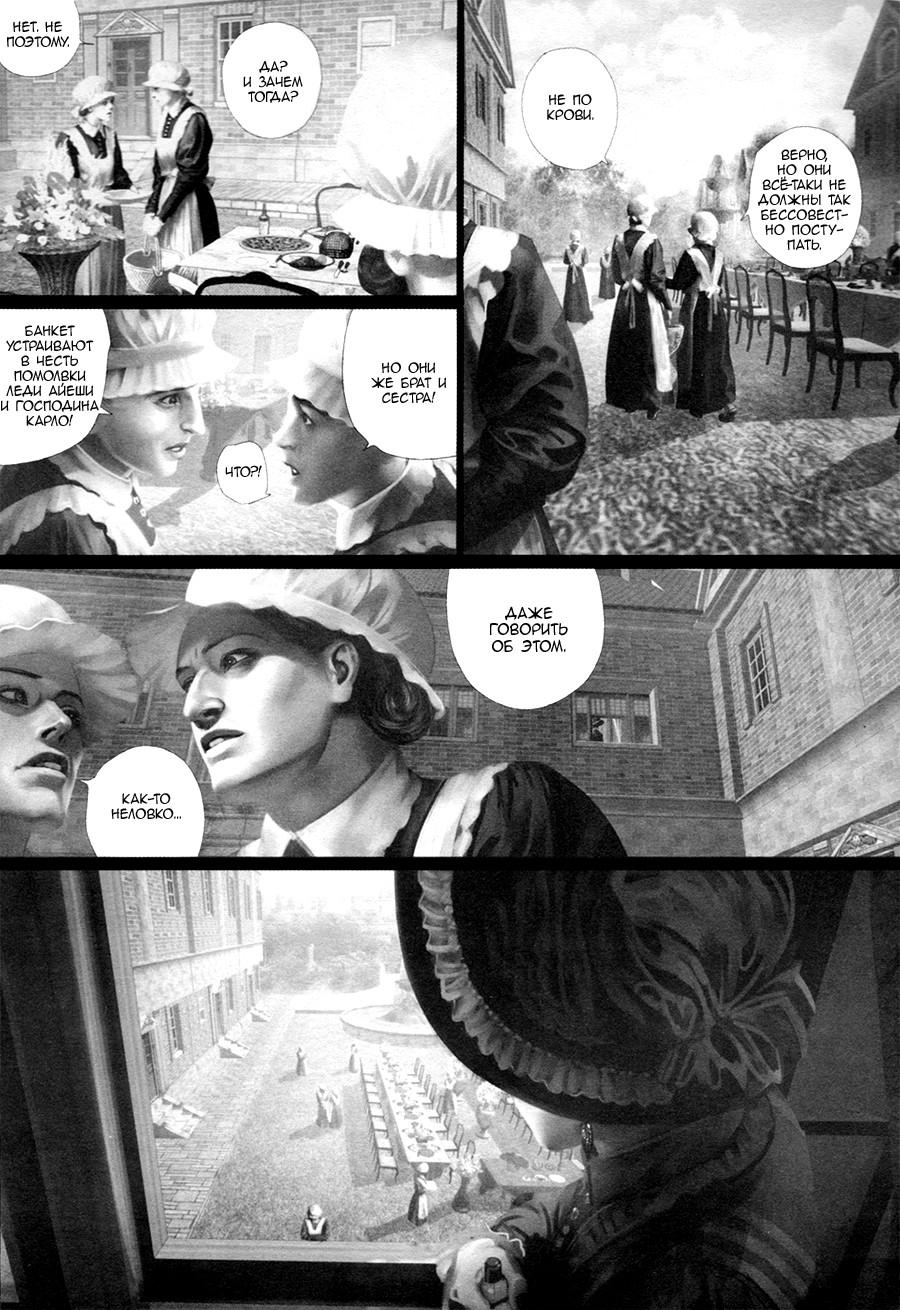 НЕТ. НЕ
ПОЭТОМУ.
ДА?
И ЗАЧЕМ
ТОГДА?
БАНКЕТ
УСТРАИВАЮТ
В ЧЕСТЬ
ПОМОЛВКИ
ЛЕДИ АЙЕШИ
И ГОСПОДИНА
КАРЛО!
ЧТО?!
НО ОНИ
ЖЕ БРАТ И
СЕСТРА!
НЕ ПО
КРОВИ.
ВЕРНО,
НО ОНИ
ВСЁ-ТАКИ НЕ
ДОЛЖНЫ ТАК
БЕССОВЕСТ-
НО ПОСТУ-
ПАТЬ.
ДАЖЕ
ГОВОРИТЬ
ОБ ЭТОМ.
КАК-ТО
НЕЛОВКО...